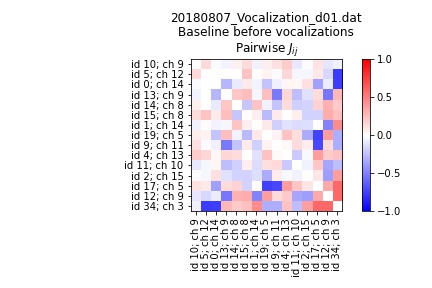 20180807_Vocalization_d01.dat
Baseline before vocalizations
Pairwise Jij
id 10; ch 9
id 5; ch 12
id 0; ch 14
id 13; ch 9
id 14; ch 8
id 15; ch 8
id 1; ch 14
id 19; ch 5
id 9; ch 11
id 4; ch 13
id 11; ch 10
id 2; ch 15
id 17; ch 5
id 12; ch 9
id 34; ch 3
1.0
0.5
0.0
−0.5
−1.0
id 10; ch 9
id 5; ch 12
id 0; ch 14
id 13; ch 9
id 14; ch 8
id 15; ch 8
id 1; ch 14
id 19; ch 5
id 9; ch 11
id 4; ch 13
id 11; ch 10
id 2; ch 15
id 17; ch 5
id 12; ch 9
id 34; ch 3